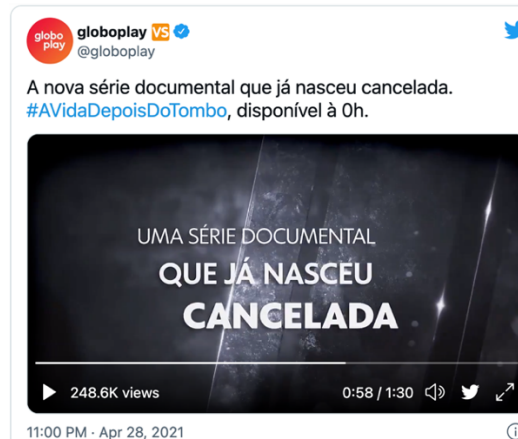 globo
play
globoplay 🆚
@globoplay
A nova série documental que já nasceu cancelada.
#AVidaDepoisDoTombo, disponível à 0h.
UMA SÉRIE DOCUMENTAL
QUE JÁ NASCEU
CANCELADA
248.6K views
0:58 / 1:30
11:00 PM · Apr 28, 2021